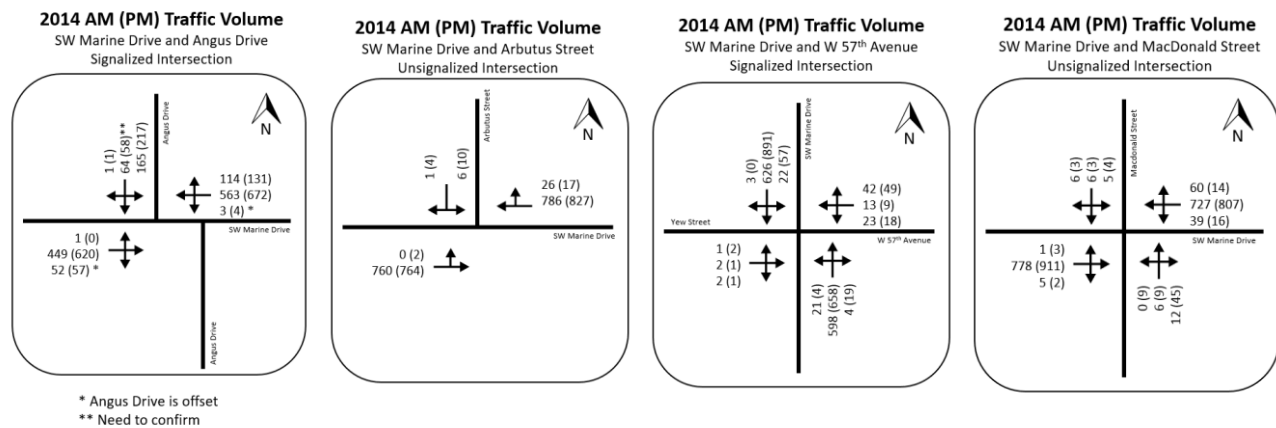 2014 AM (PM) Traffic Volume
SW Marine Drive and Angus Drive
Signalized Intersection
Angus Drive
1 (1)
64 (58)**
165 (217)
N
114 (131)
563 (672)
3 (4) *
SW Marine Drive
1 (0)
449 (620)
52 (57) *
Angus Drive
* Angus Drive is offset
** Need to confirm
2014 AM (PM) Traffic Volume
SW Marine Drive and Arbutus Street
Unsignalized Intersection
Arbutus Street
N
1 (4)
6 (10)
26 (17)
786 (827)
SW Marine Drive
0 (2)
760 (764)
2014 AM (PM) Traffic Volume
SW Marine Drive and W 57th Avenue
Signalized Intersection
SW Marine Drive
N
3 (0)
626 (891)
22 (57)
42 (49)
13 (9)
23 (18)
Yew Street
W 57th Avenue
1 (2)
2 (1)
2 (1)
21 (4)
598 (658)
4 (19)
2014 AM (PM) Traffic Volume
SW Marine Drive and MacDonald Street
Unsignalized Intersection
Macdonald Street
N
6 (3)
6 (3)
5 (4)
60 (14)
727 (807)
39 (16)
SW Marine Drive
1 (3)
778 (911)
5 (2)
0 (9)
6 (9)
12 (45)